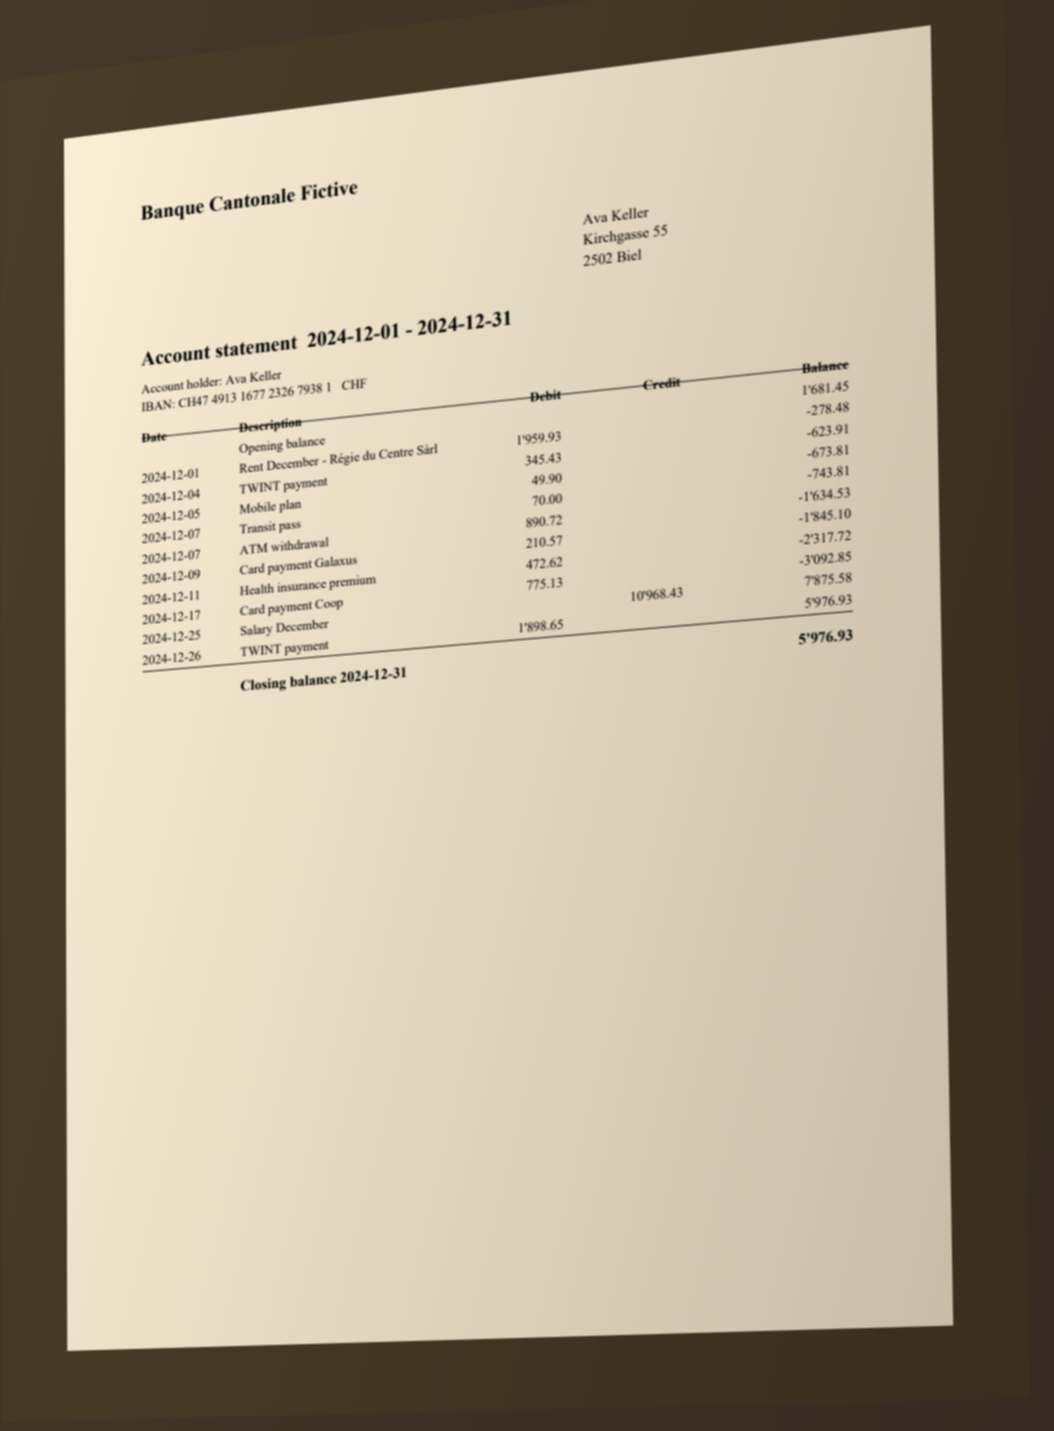 Banque Cantonale Fictive
Ava Keller
Kirchgasse 55
2502 Biel
Account statement 2024-12-01 - 2024-12-31
Account holder: Ava Keller
IBAN: CH47 4913 1677 2326 7938 1 CHF
Date Description Debit Credit Balance
Opening balance 1'681.45
2024-12-01 Rent December - Régie du Centre Sàrl 1'959.93 -278.48
2024-12-04 TWINT payment 345.43 -623.91
2024-12-05 Mobile plan 49.90 -673.81
2024-12-07 Transit pass 70.00 -743.81
2024-12-07 ATM withdrawal 890.72 -1'634.53
2024-12-09 Card payment Galaxus 210.57 -1'845.10
2024-12-11 Health insurance premium 472.62 -2'317.72
2024-12-17 Card payment Coop 775.13 -3'092.85
2024-12-25 Salary December 10'968.43 7'875.58
2024-12-26 TWINT payment 1'898.65 5'976.93
Closing balance 2024-12-31 5'976.93